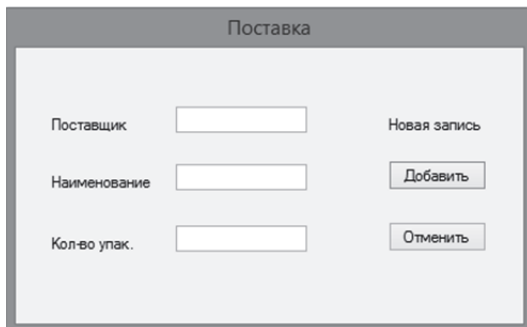 Поставка
Поставщик
Новая запись
Наименование
Добавить
Кол-во упак.
Отменить